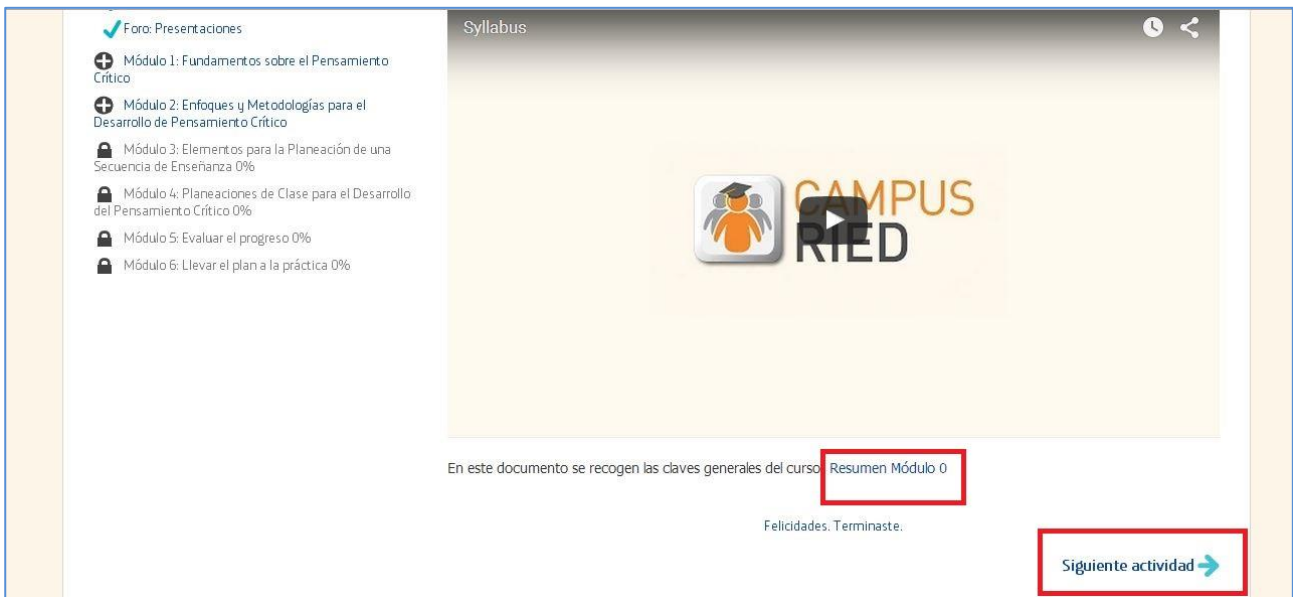 Foro: Presentaciones
Módulo 1: Fundamentos sobre el Pensamiento
Crítico
Módulo 2: Enfoques y Metodologías para el
Desarrollo de Pensamiento Crítico
Módulo 3: Elementos para la Planeación de una
Secuencia de Enseñanza 0%
Módulo 4: Planeaciones de Clase para el Desarrollo
del Pensamiento Crítico 0%
Módulo 5: Evaluar el progreso 0%
Módulo 6: Llevar el plan a la práctica 0%
Syllabus
CAMPUS
RIED
En este documento se recogen las claves generales del curso Resumen Módulo 0
Felicidades. Terminaste.
Siguiente actividad